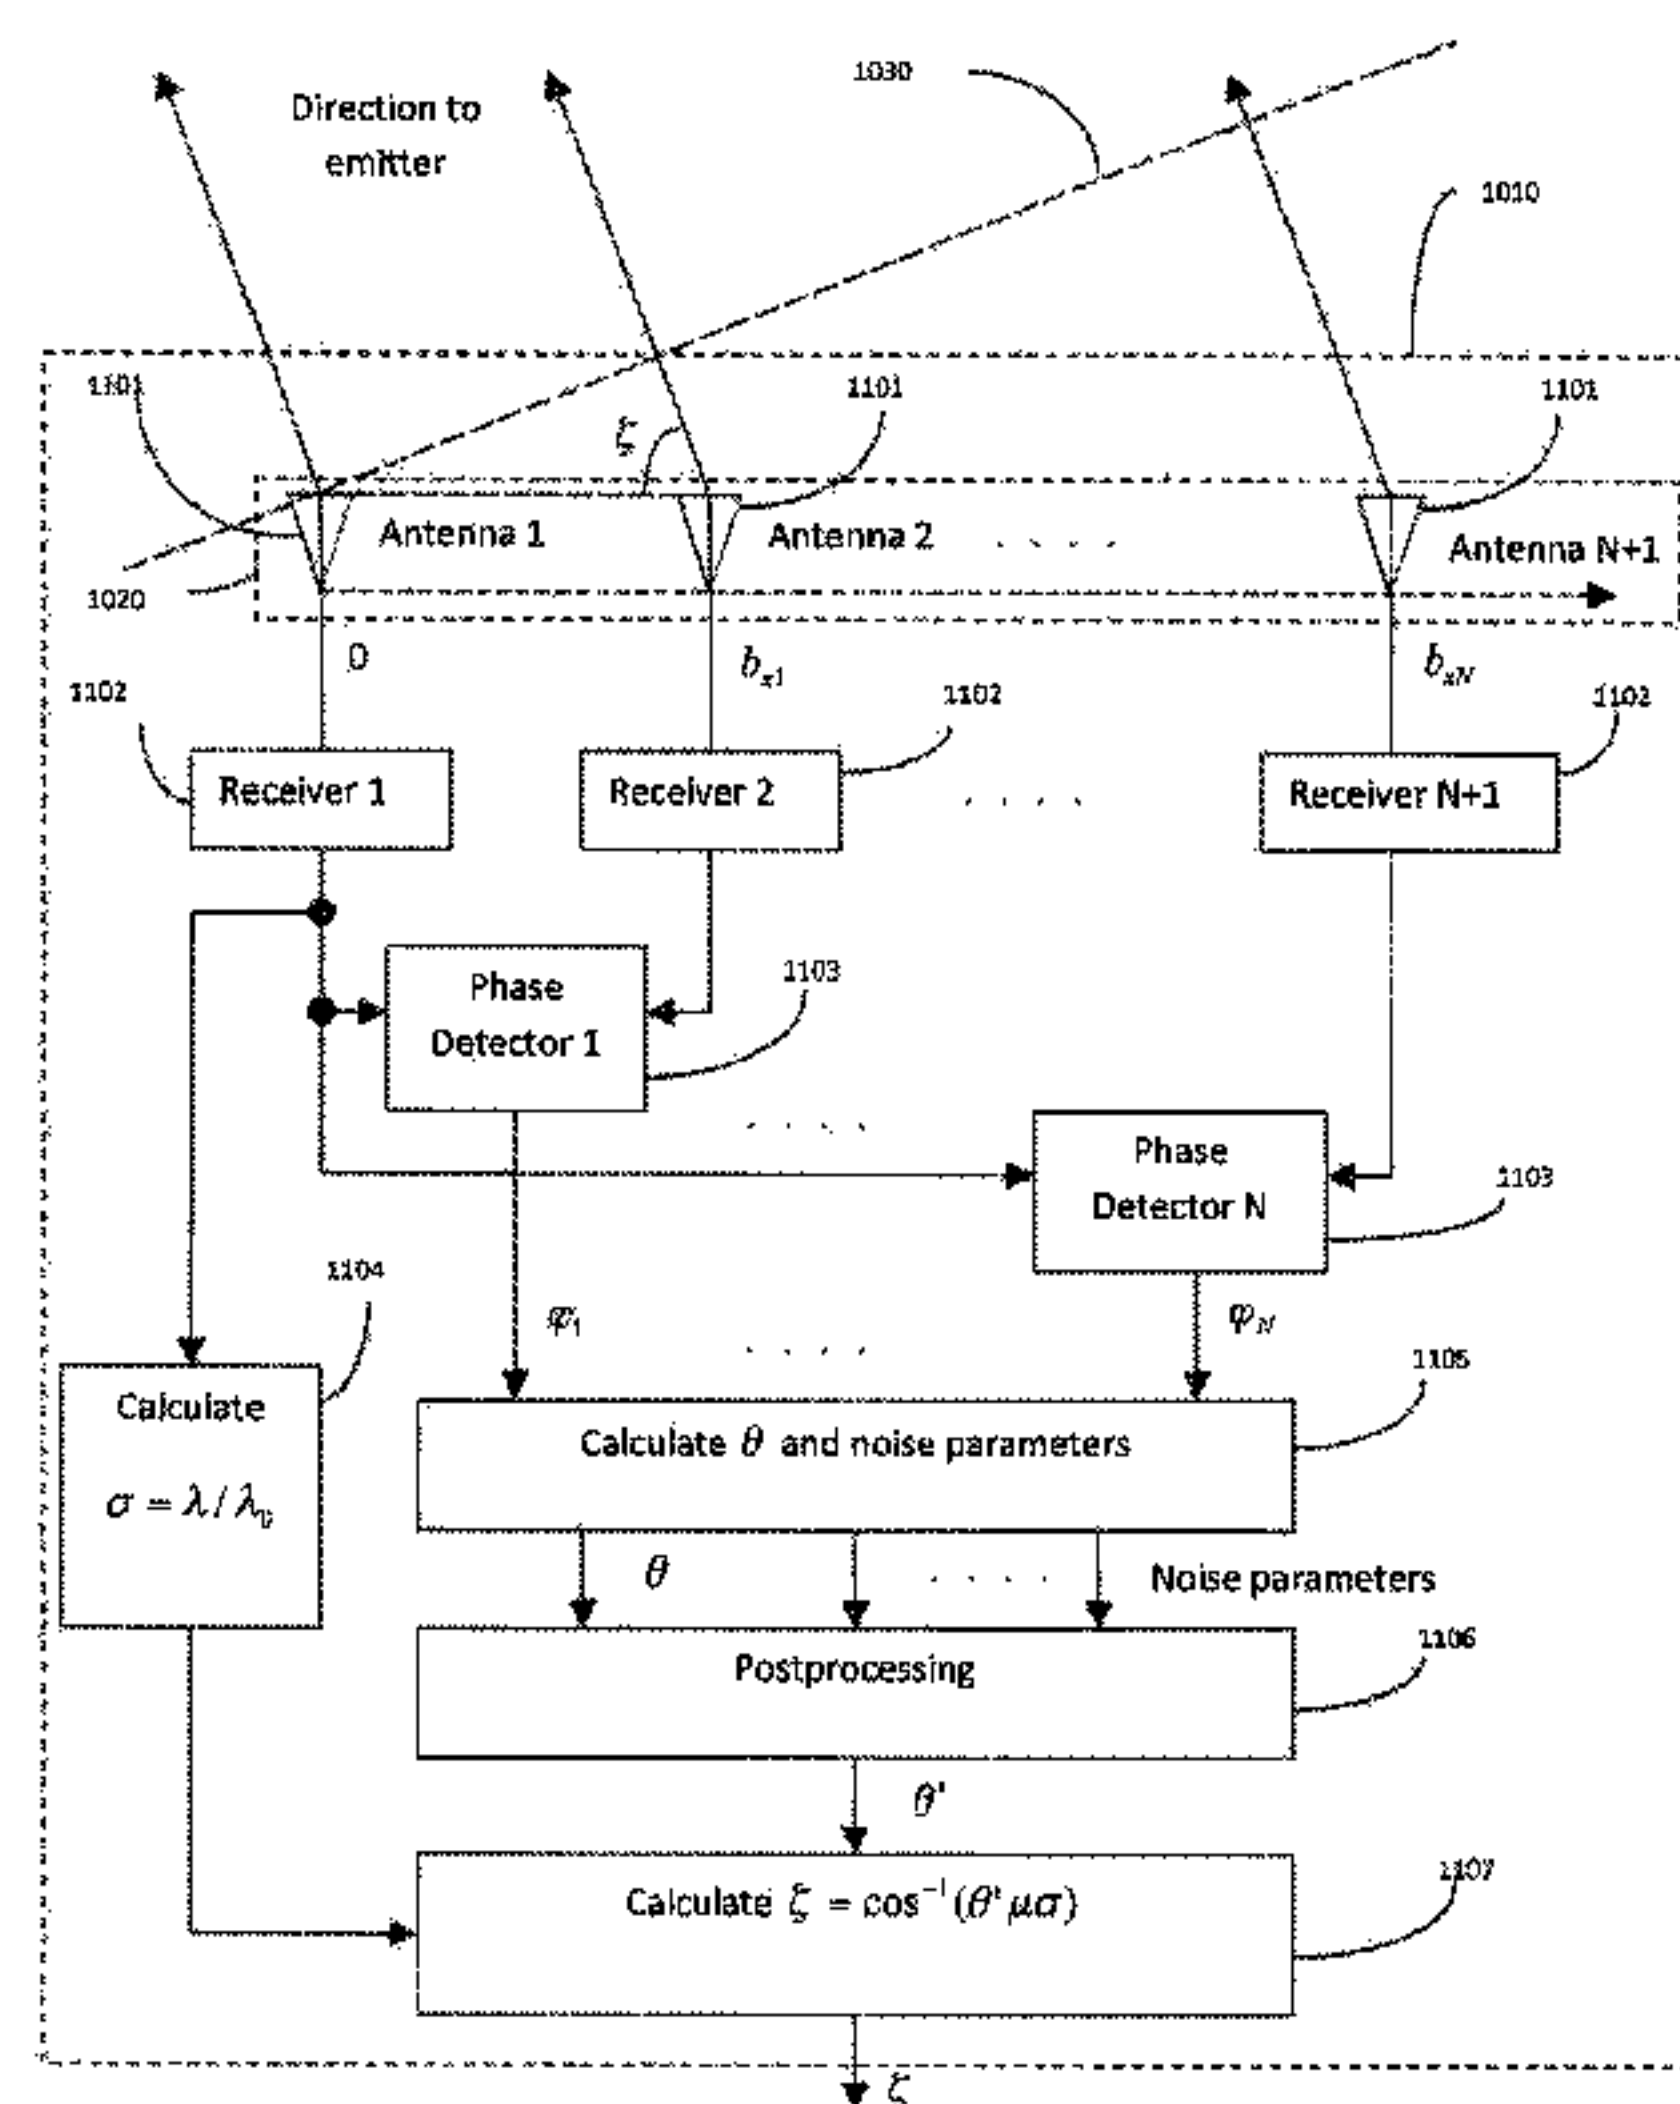 1030
Direction to
emitter
1010
1101
1101
1101
ξ
Antenna 1
Antenna 2
. . . .
Antenna N+1
1020
0
b_x1
b_xN
1102
1102
1102
Receiver 1
Receiver 2
. . . .
Receiver N+1
Phase
Detector 1
1103
. . . .
Phase
Detector N
1103
1104
φ_1
φ_N
. . . .
1105
Calculate
σ = λ / λ_0
Calculate θ and noise parameters
θ
. . . .
Noise parameters
1106
Postprocessing
θ'
1107
Calculate ξ = cos⁻¹(θ' μσ)
ξ